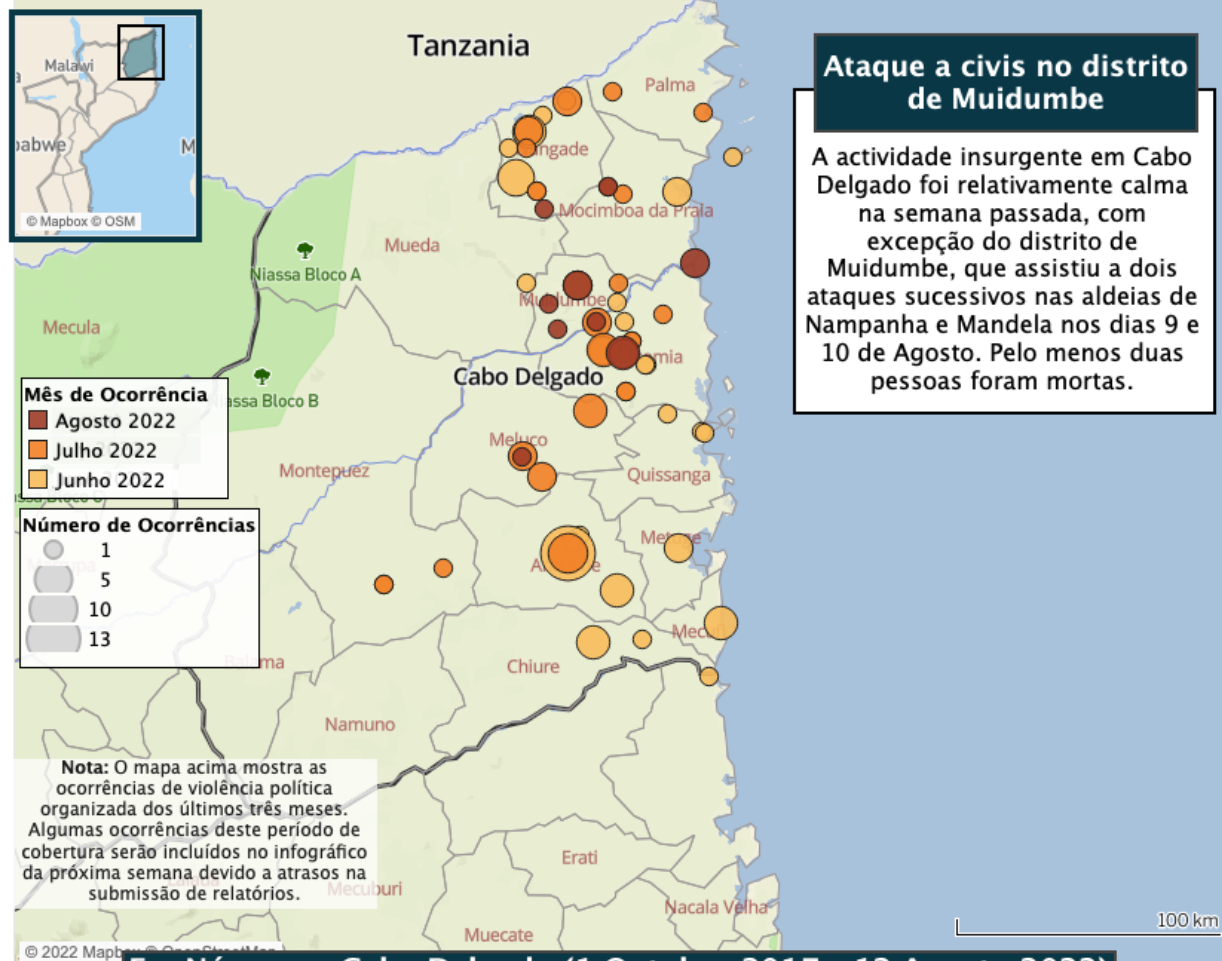 Malawi
© Mapbox © OSM
Tanzania
Palma
Mocimboa da Praia
Mueda
Niassa Bloco A
Mecula
Cabo Delgado
Meluco
Montepuez
Quissanga
Chiure
Namuno
Erati
Mecuburi
Nacala Velha
Muecate
Ataque a civis no distrito
de Muidumbe
A actividade insurgente em Cabo
Delgado foi relativamente calma
na semana passada, com
excepção do distrito de
Muidumbe, que assistiu a dois
ataques sucessivos nas aldeias de
Nampanha e Mandela nos dias 9 e
10 de Agosto. Pelo menos duas
pessoas foram mortas.
Mês de Ocorrência
Agosto 2022
Julho 2022
Junho 2022
Número de Ocorrências
1
5
10
13
Nota: O mapa acima mostra as
ocorrências de violência política
organizada dos últimos três meses.
Algumas ocorrências deste período de
cobertura serão incluídos no infográfico
da próxima semana devido a atrasos na
submissão de relatórios.
100 km
© 2022 Mapbox © OpenStreetMap